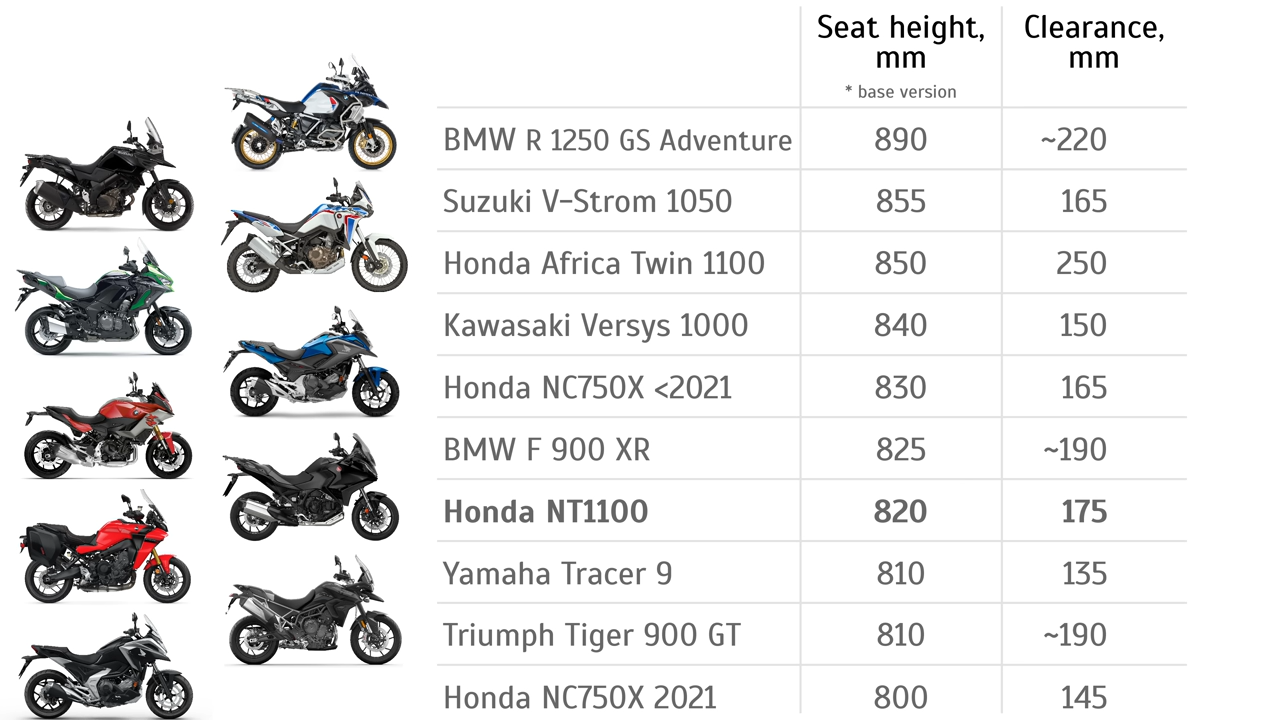 Seat height, Clearance,
mm mm
* base version
BMW R 1250 GS Adventure 890 ~220
Suzuki V-Strom 1050 855 165
Honda Africa Twin 1100 850 250
Kawasaki Versys 1000 840 150
Honda NC750X <2021 830 165
BMW F 900 XR 825 ~190
Honda NT1100 820 175
Yamaha Tracer 9 810 135
Triumph Tiger 900 GT 810 ~190
Honda NC750X 2021 800 145